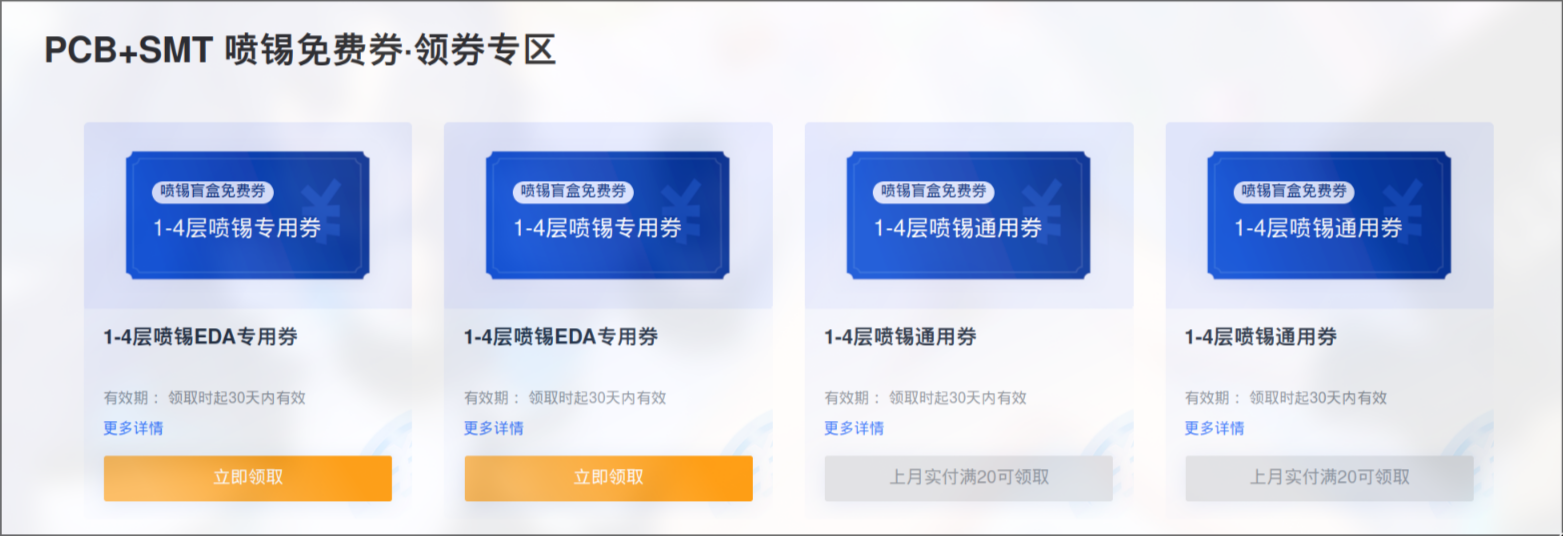 PCB+SMT 喷锡免费券·领券专区
喷锡盲盒免费券
1-4层喷锡专用券
1-4层喷锡EDA专用券
有效期： 领取时起30天内有效
更多详情
立即领取
喷锡盲盒免费券
1-4层喷锡专用券
1-4层喷锡EDA专用券
有效期： 领取时起30天内有效
更多详情
立即领取
喷锡盲盒免费券
1-4层喷锡通用券
1-4层喷锡通用券
有效期： 领取时起30天内有效
更多详情
上月实付满20可领取
喷锡盲盒免费券
1-4层喷锡通用券
1-4层喷锡通用券
有效期： 领取时起30天内有效
更多详情
上月实付满20可领取